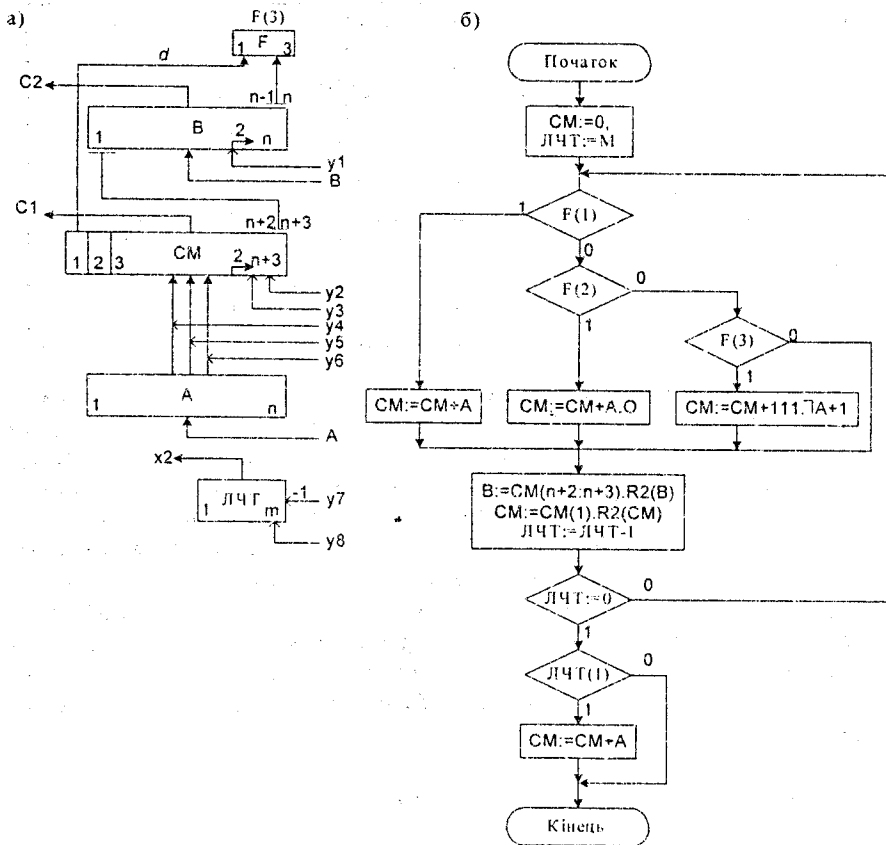 а)
F(3)
1 F 3
d
C2
n-1 n
B
1
2
n
y1
B
C1
n+2 n+3
1 2 3 CM 2 n+3
y2
y3
y4
y5
y6
A
1
n
A
x2
ЛЧТ
1 m
-1
y7
y8
б)
Початок
CM:=0,
ЛЧТ:=M
F(1)
1
0
F(2)
0
1
F(3)
0
1
CM:=CM+A
CM:=CM+A.O
CM:=CM+111.⅂A+1
B:=CM(n+2:n+3).R2(B)
CM:=CM(1).R2(CM)
ЛЧТ:=ЛЧТ-1
ЛЧТ:=0
0
1
ЛЧТ(1)
0
1
CM:=CM+A
Кінець